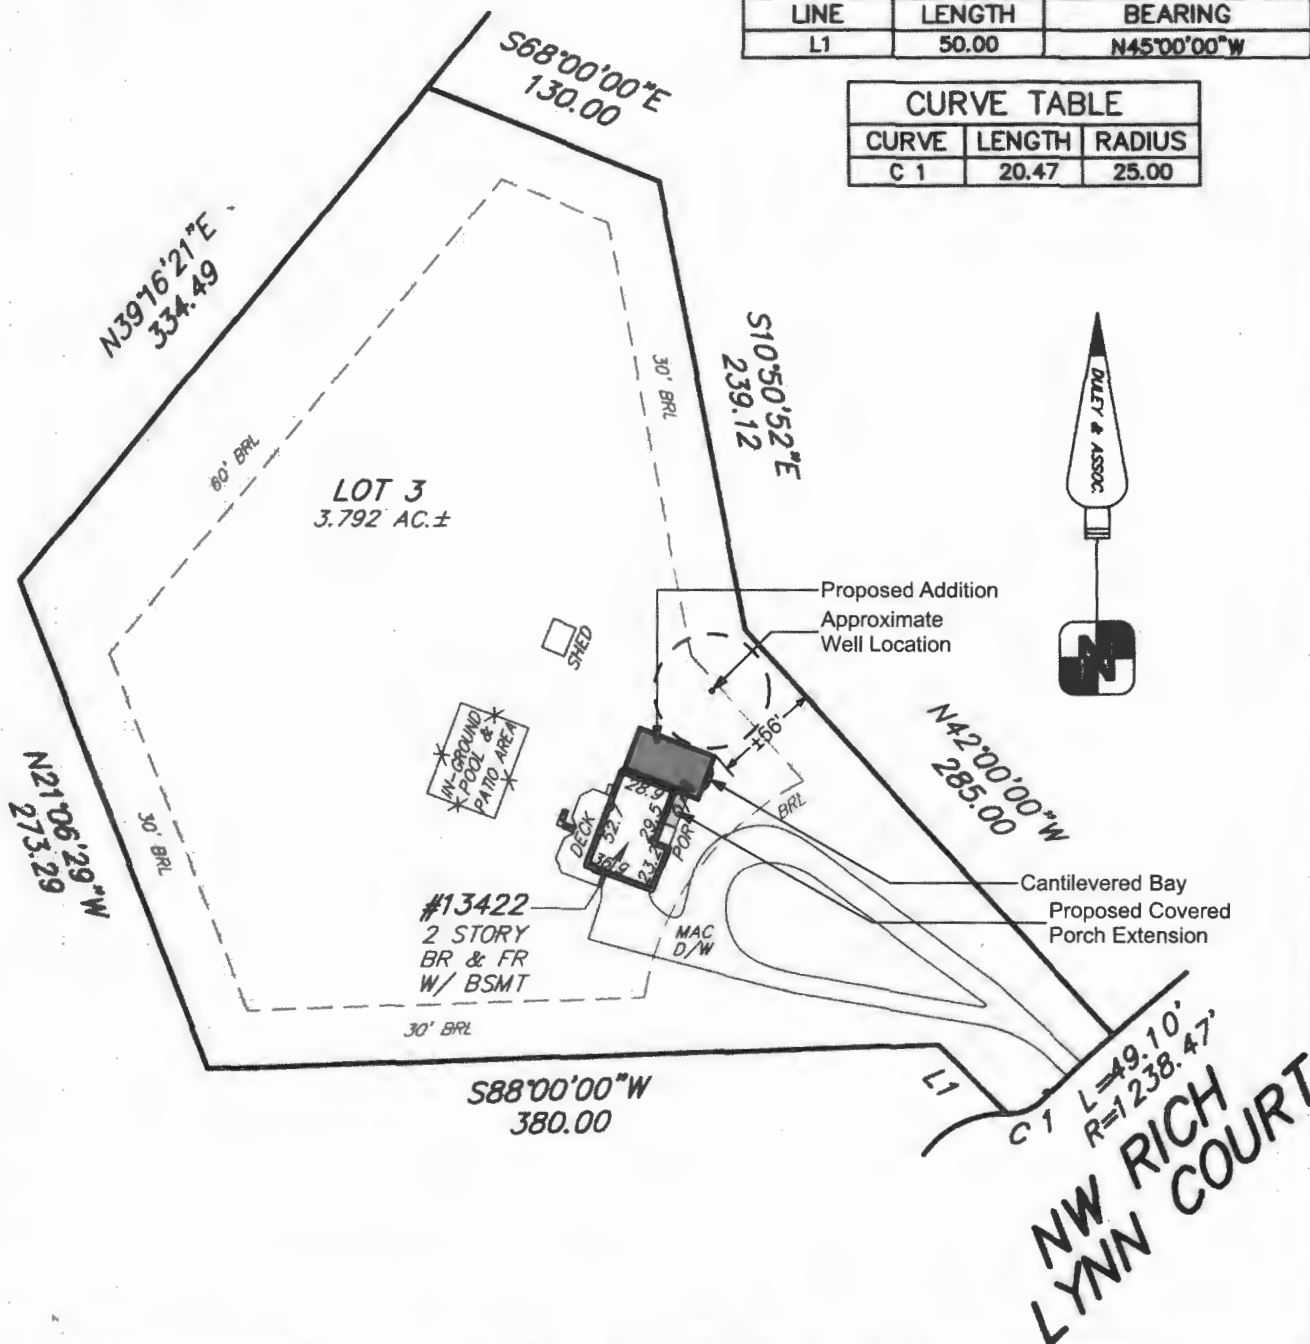 LINE LENGTH BEARING
L1 50.00 N45°00'00"W
CURVE TABLE
CURVE LENGTH RADIUS
C 1 20.47 25.00
S68°00'00"E
130.00
N39°16'21"E
334.49
S10°50'52"E
239.12
30' BRL
60' BRL
LOT 3
3.792 AC.±
DULEY & ASSOC.
N
Proposed Addition
Approximate
Well Location
SHED
±56'
N42°00'00"W
285.00
IN-GROUND
POOL &
PATIO AREA
N21°06'29"W
273.29
30' BRL
28.9
52.7
29.5
36.9
23.2
DECK
POR
BRL
Cantilevered Bay
Proposed Covered
Porch Extension
#13422
2 STORY
BR & FR
W/ BSMT
MAC
D/W
30' BRL
S88°00'00"W
380.00
L1
C 1
L=49.10'
R=1238.47'
NW RICH
LYNN COURT